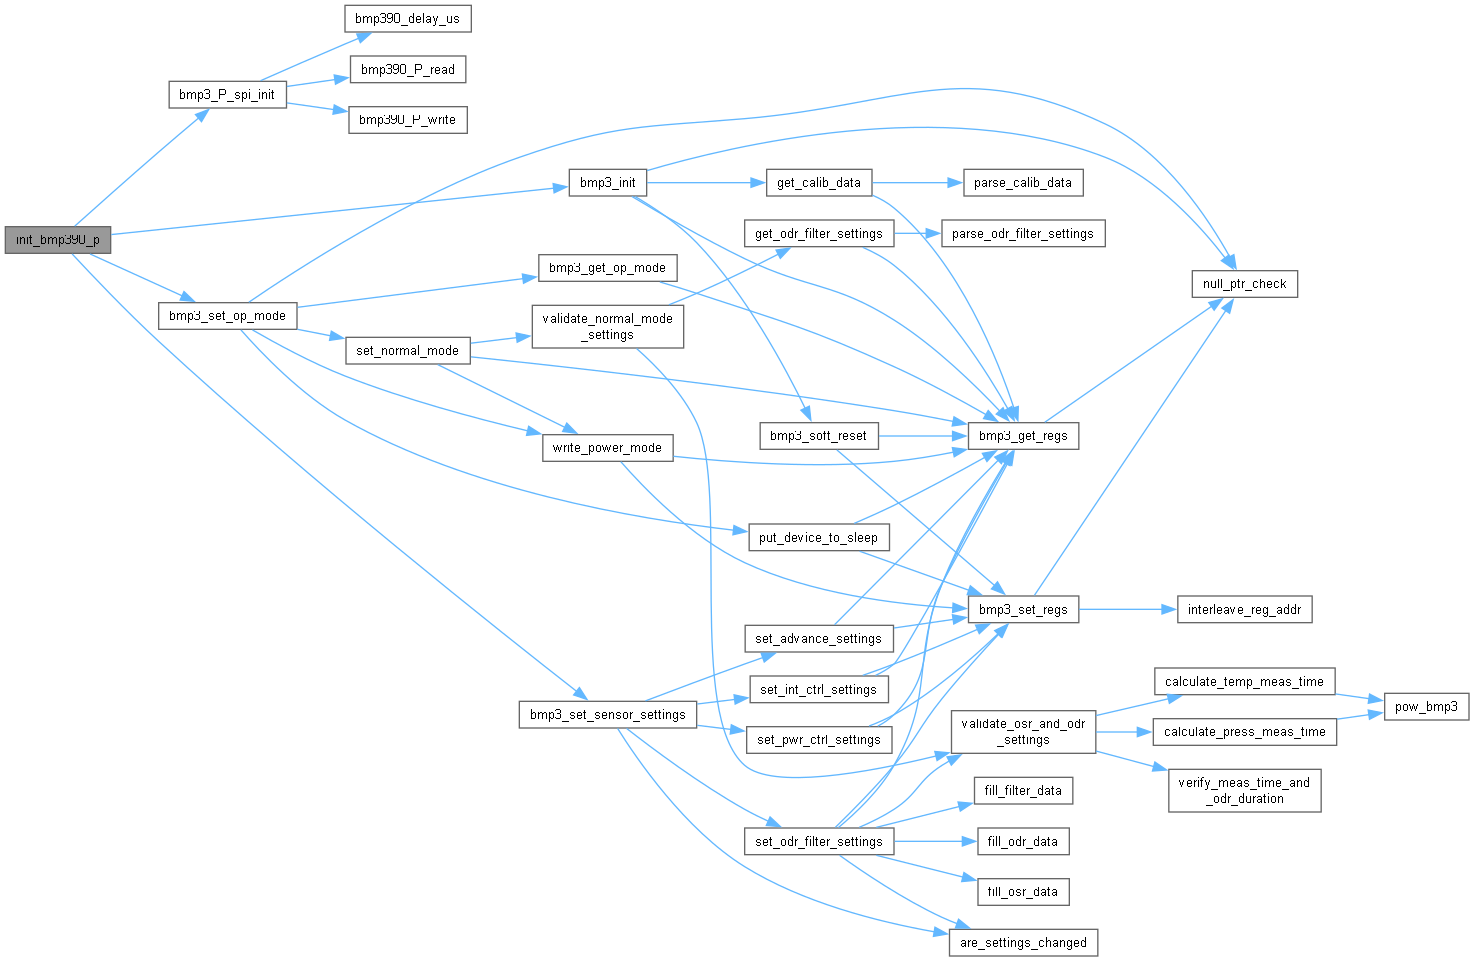 bmp390_delay_us
bmp390_P_read
bmp3_P_spi_init
bmp390_P_write
bmp3_init
get_calib_data
parse_calib_data
init_bmp390_p
get_odr_filter_settings
parse_odr_filter_settings
bmp3_get_op_mode
null_ptr_check
bmp3_set_op_mode
validate_normal_mode
_settings
set_normal_mode
write_power_mode
bmp3_soft_reset
bmp3_get_regs
put_device_to_sleep
bmp3_set_regs
interleave_reg_addr
set_advance_settings
set_int_ctrl_settings
calculate_temp_meas_time
bmp3_set_sensor_settings
set_pwr_ctrl_settings
validate_osr_and_odr
_settings
calculate_press_meas_time
pow_bmp3
verify_meas_time_and
_odr_duration
fill_filter_data
set_odr_filter_settings
fill_odr_data
fill_osr_data
are_settings_changed